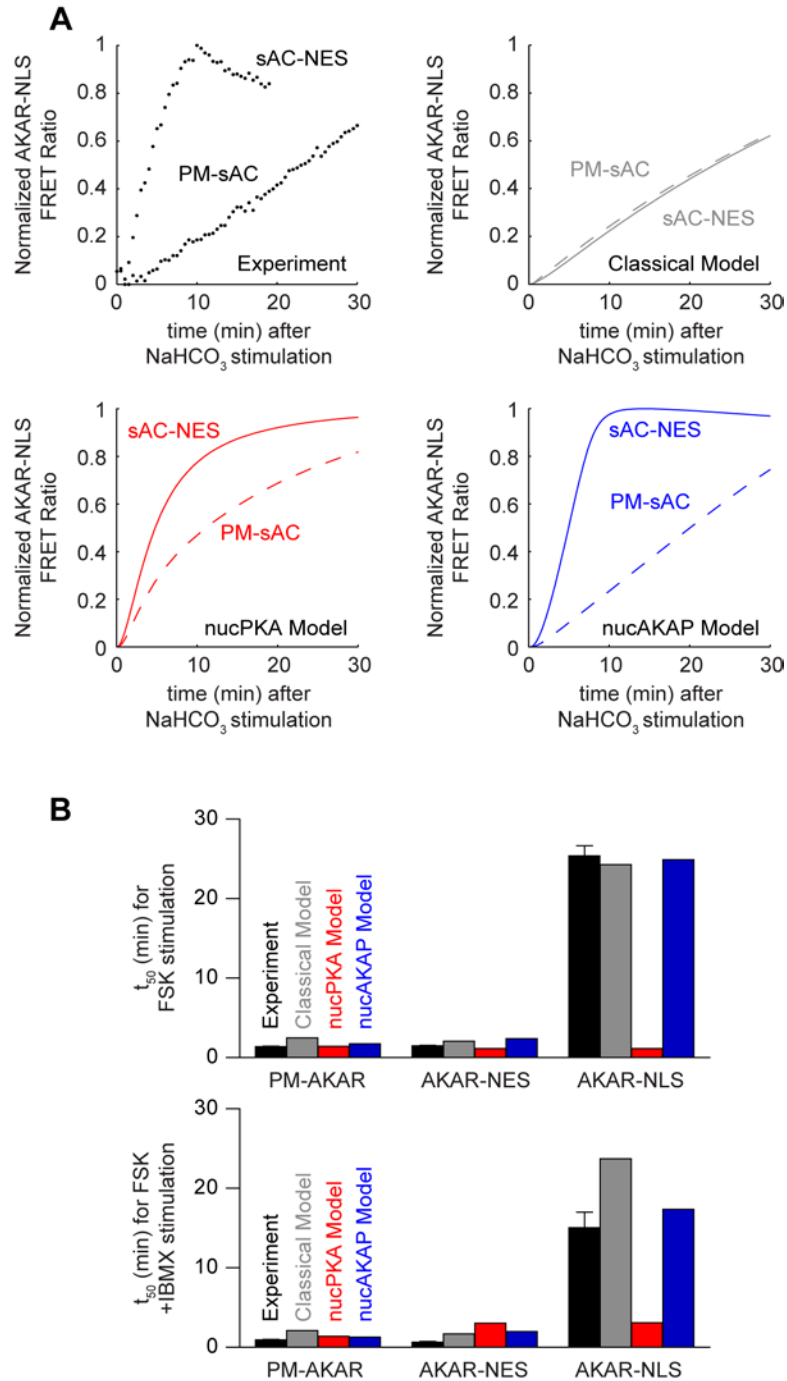 A
Normalized AKAR-NLS
FRET Ratio
1
0.8
0.6
0.4
0.2
0
sAC-NES
PM-sAC
Experiment
0
10
20
30
time (min) after
NaHCO₃ stimulation
Normalized AKAR-NLS
FRET Ratio
1
0.8
0.6
0.4
0.2
0
PM-sAC
sAC-NES
Classical Model
0
10
20
30
time (min) after
NaHCO₃ stimulation
Normalized AKAR-NLS
FRET Ratio
1
0.8
0.6
0.4
0.2
0
sAC-NES
PM-sAC
nucPKA Model
0
10
20
30
time (min) after
NaHCO₃ stimulation
Normalized AKAR-NLS
FRET Ratio
1
0.8
0.6
0.4
0.2
0
sAC-NES
PM-sAC
nucAKAP Model
0
10
20
30
time (min) after
NaHCO₃ stimulation
B
t₅₀ (min) for
FSK stimulation
30
20
10
0
Experiment
Classical Model
nucPKA Model
nucAKAP Model
PM-AKAR
AKAR-NES
AKAR-NLS
t₅₀ (min) for FSK
+IBMX stimulation
30
20
10
0
Experiment
Classical Model
nucPKA Model
nucAKAP Model
PM-AKAR
AKAR-NES
AKAR-NLS